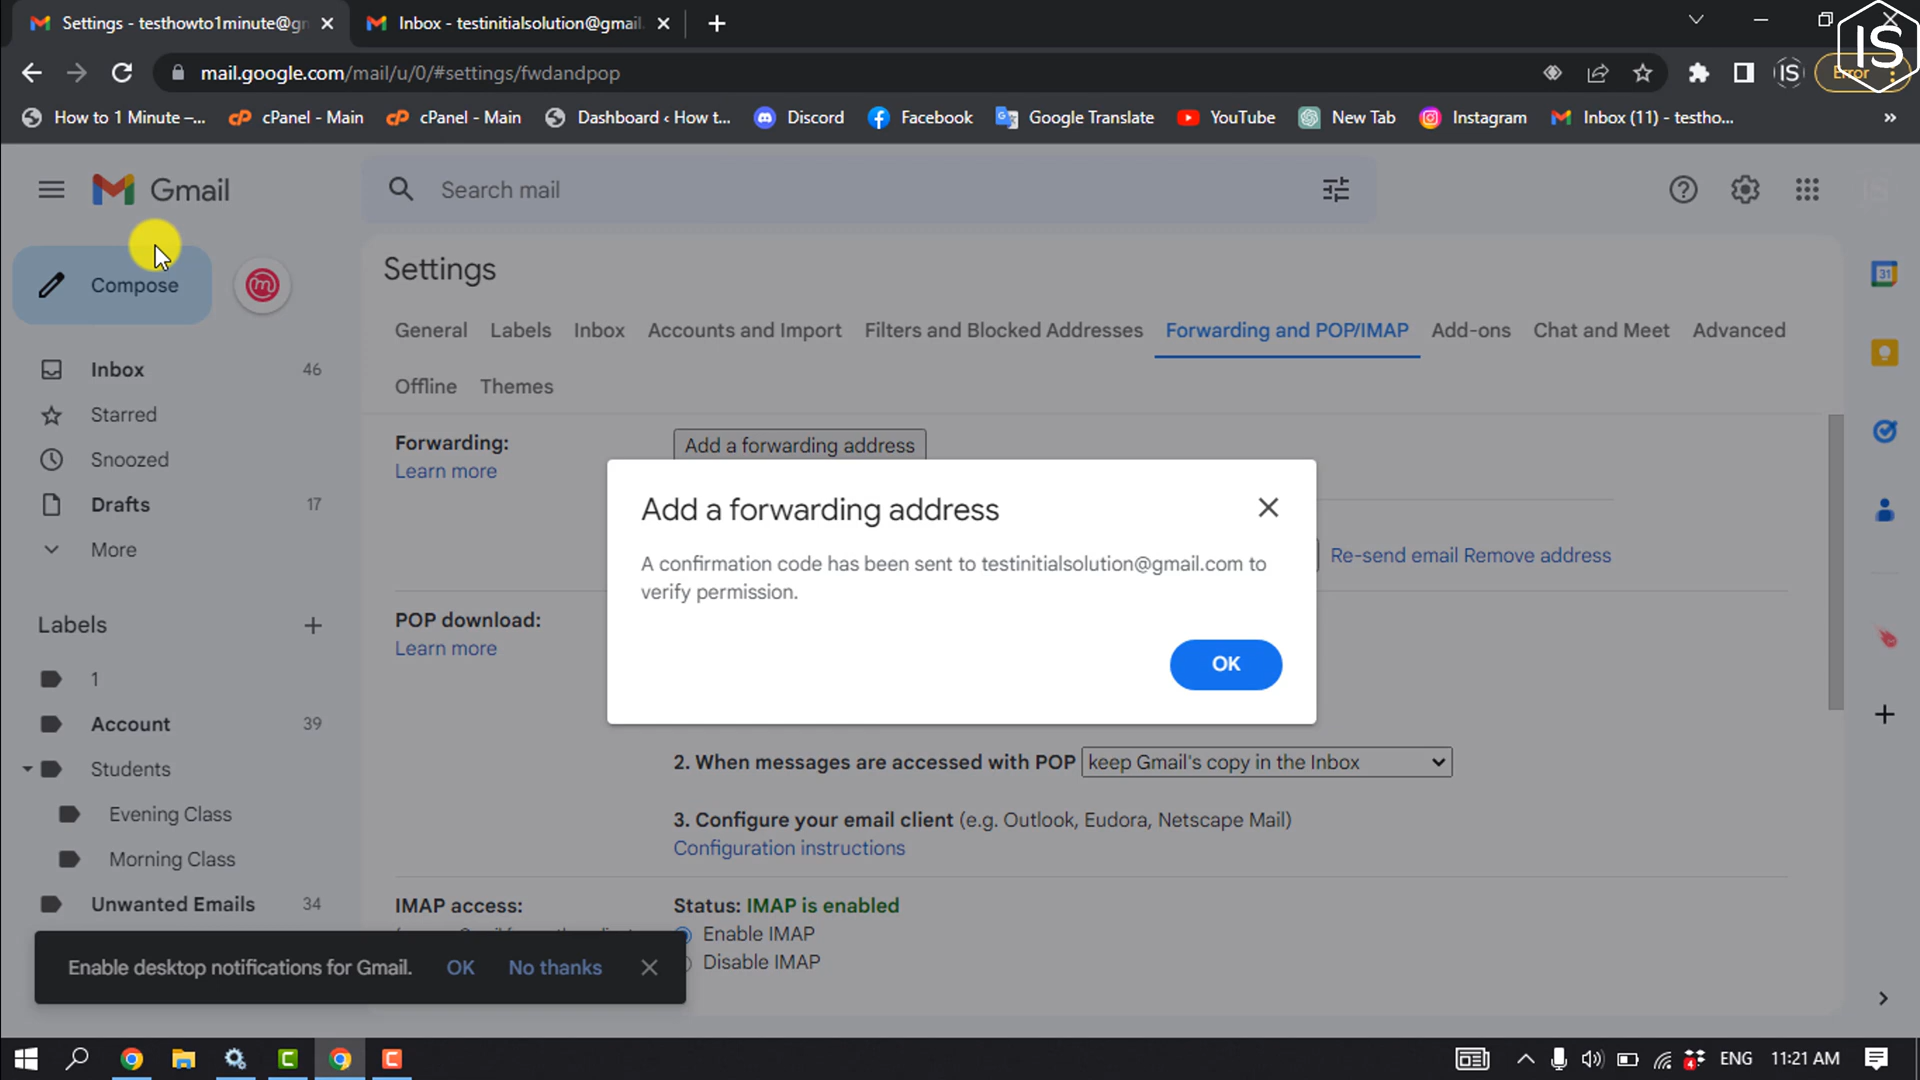 Settings - testhowto1minute@gm
Inbox - testinitialsolution@gmail.
IS
mail.google.com/mail/u/0/#settings/fwdandpop
IS
Error
How to 1 Minute –...
cPanel - Main
cPanel - Main
Dashboard ‹ How t...
Discord
Facebook
Google Translate
YouTube
New Tab
Instagram
Inbox (11) - testho...
»
Gmail
Search mail
Compose
Settings
General
Labels
Inbox
Accounts and Import
Filters and Blocked Addresses
Forwarding and POP/IMAP
Add-ons
Chat and Meet
Advanced
Offline
Themes
Inbox 46
Starred
Snoozed
Drafts 17
More
Labels
1
Account 39
Students
Evening Class
Morning Class
Unwanted Emails 34
Forwarding:
Learn more
Add a forwarding address
Add a forwarding address
A confirmation code has been sent to testinitialsolution@gmail.com to
verify permission.
OK
Re-send email Remove address
POP download:
Learn more
2. When messages are accessed with POP keep Gmail's copy in the Inbox
3. Configure your email client (e.g. Outlook, Eudora, Netscape Mail)
Configuration instructions
IMAP access:
Status: IMAP is enabled
Enable IMAP
Disable IMAP
Enable desktop notifications for Gmail. OK No thanks
31
4
ENG
11:21 AM